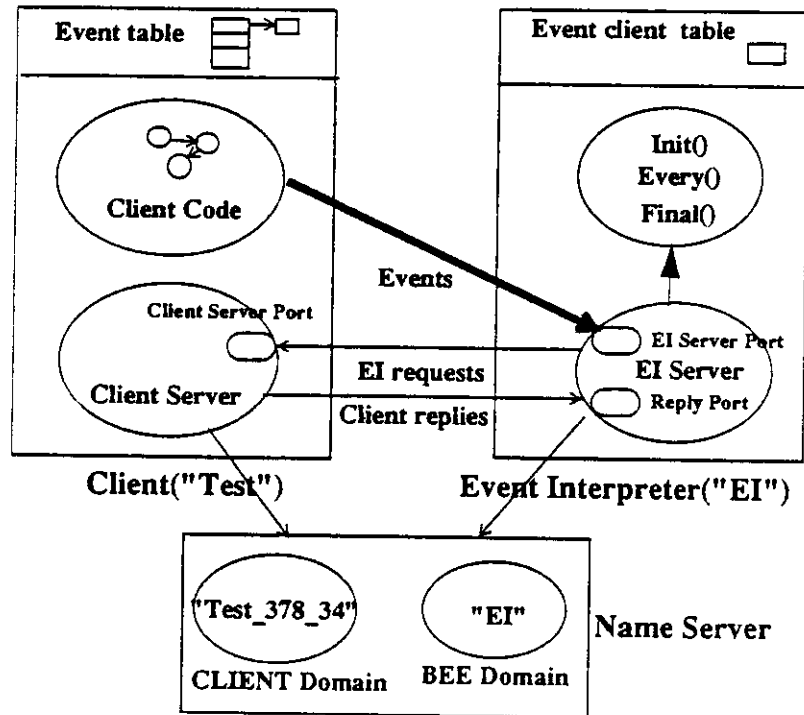 Event table
Event client table
Client Code
Init()
Every()
Final()
Events
Client Server Port
EI Server Port
EI requests
EI Server
Client Server
Client replies
Reply Port
Client("Test")
Event Interpreter("EI")
"Test_378_34"
"EI"
Name Server
CLIENT Domain
BEE Domain